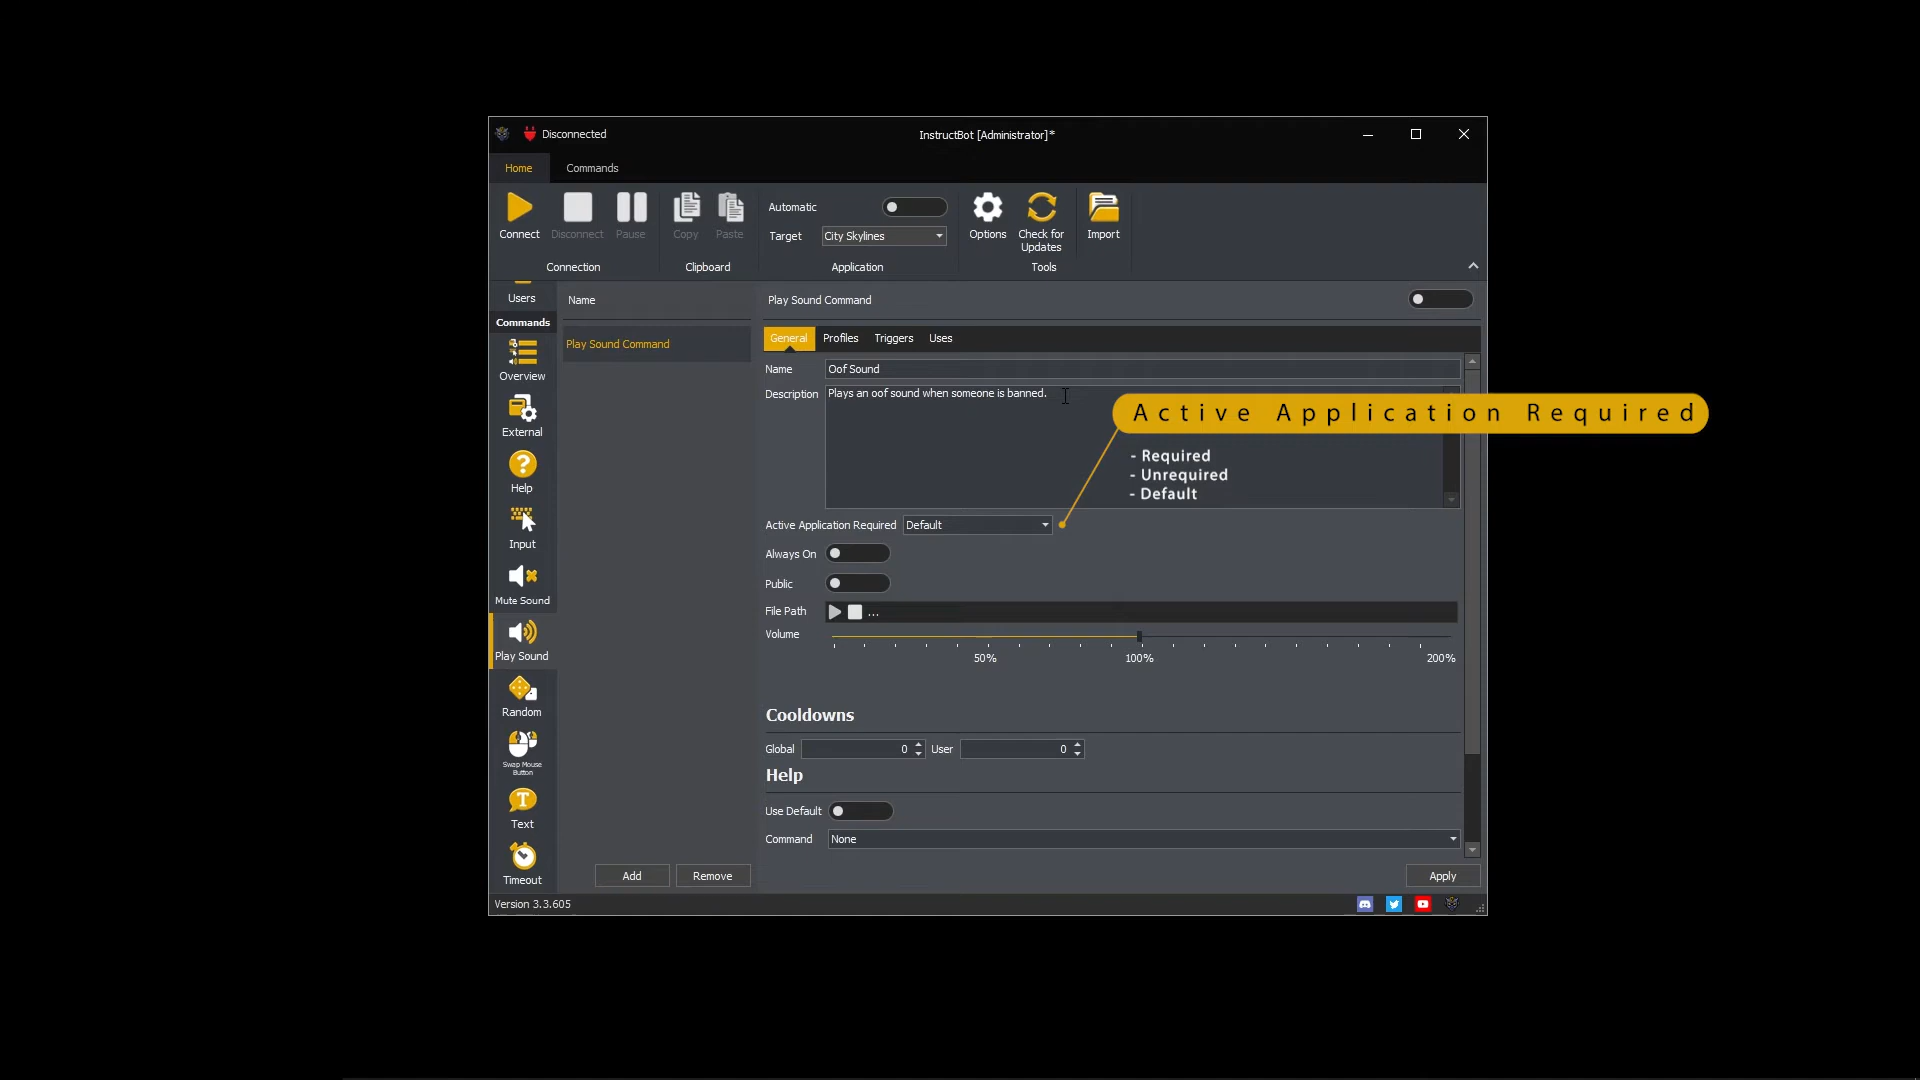 Disconnected
InstructBot [Administrator]*
Home Commands
Connect Disconnect Pause Copy Paste
Automatic
Target City Skylines
Options Check for Updates Import
Connection Clipboard Application Tools
Users
Commands
Overview
External
Help
Input
Mute Sound
Play Sound
Random
Swap Mouse
Button
Text
Timeout
Name
Play Sound Command
Add Remove
Play Sound Command
General Profiles Triggers Uses
Name Oof Sound
Description Plays an oof sound when someone is banned.
Active Application Required
- Required
- Unrequired
- Default
Active Application Required Default
Always On
Public
File Path ...
Volume
50% 100% 200%
Cooldowns
Global 0 User 0
Help
Use Default
Command None
Apply
Version 3.3.605